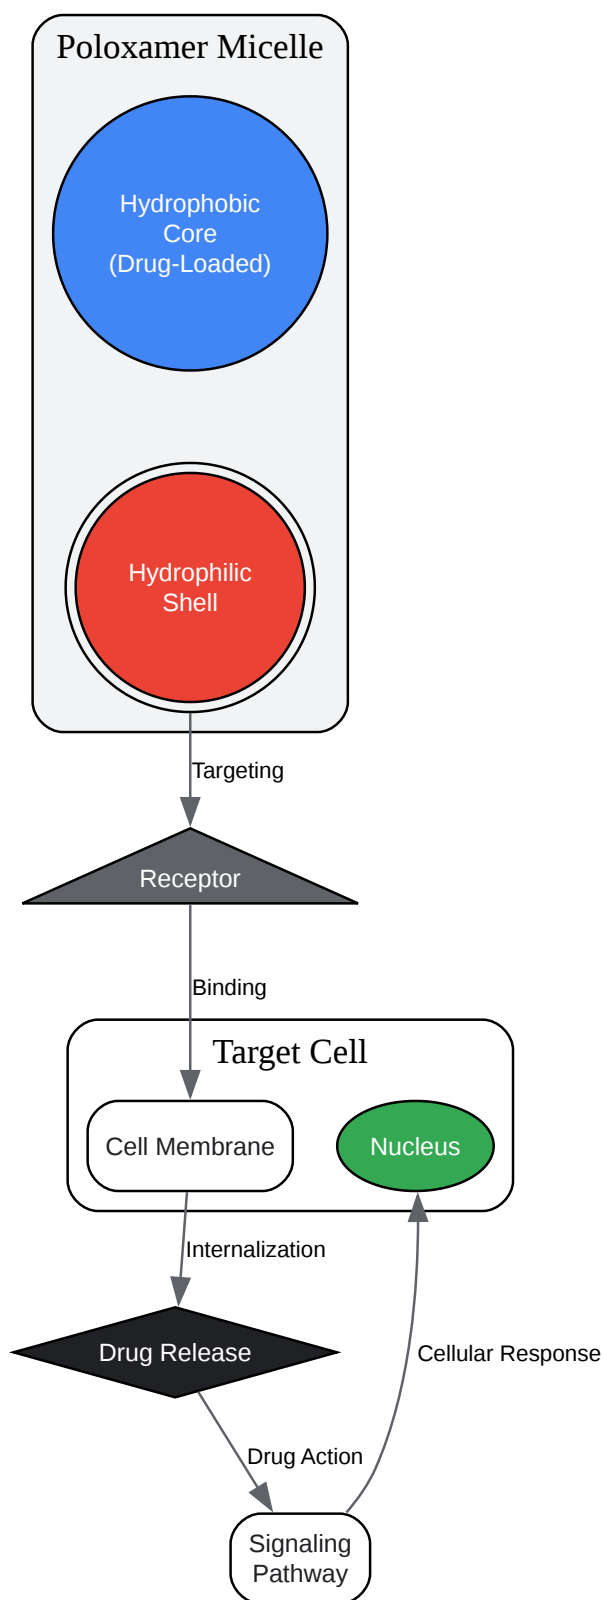 Poloxamer Micelle
Hydrophobic
Core
(Drug-Loaded)
Hydrophilic
Shell
Targeting
Receptor
Binding
Target Cell
Cell Membrane
Nucleus
Internalization
Drug Release
Cellular Response
Drug Action
Signaling
Pathway